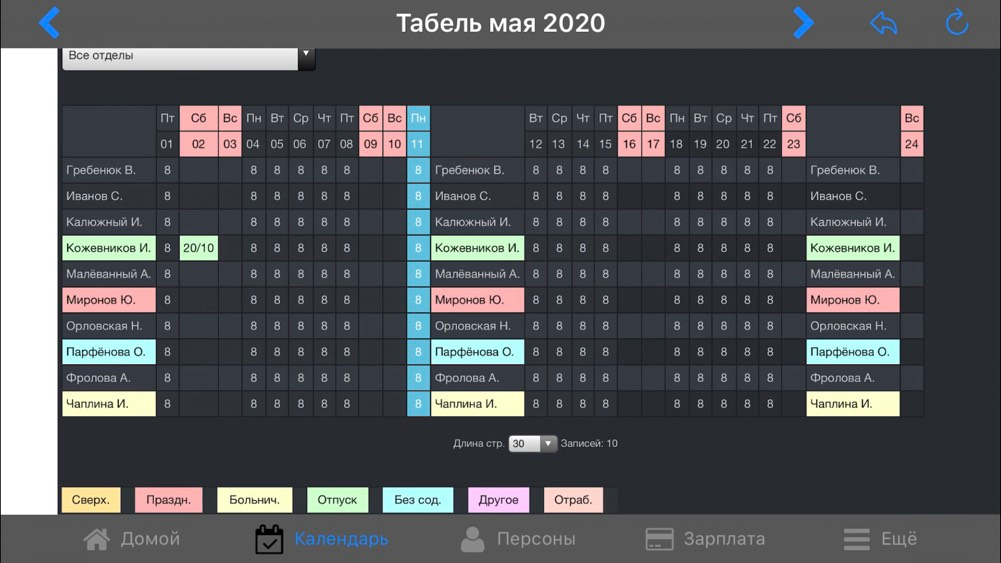 Табель мая 2020
Все отделы
Пт Сб Вс Пн Вт Ср Чт Пт Сб Вс Пн Вт Ср Чт Пт Сб Вс Пн Вт Ср Чт Пт Сб Вс
01 02 03 04 05 06 07 08 09 10 11 12 13 14 15 16 17 18 19 20 21 22 23 24
Гребенюк В. 8 8 8 8 8 8 8 Гребенюк В. 8 8 8 8 8 8 8 8 8 Гребенюк В.
Иванов С. 8 8 8 8 8 8 8 Иванов С. 8 8 8 8 8 8 8 8 8 Иванов С.
Калюжный И. 8 8 8 8 8 8 8 Калюжный И. 8 8 8 8 8 8 8 8 8 Калюжный И.
Кожевников И. 8 20/10 8 8 8 8 8 8 Кожевников И. 8 8 8 8 8 8 8 8 8 Кожевников И.
Малёванный А. 8 8 8 8 8 8 8 Малёванный А. 8 8 8 8 8 8 8 8 8 Малёванный А.
Миронов Ю. 8 8 8 8 8 8 8 Миронов Ю. 8 8 8 8 8 8 8 8 8 Миронов Ю.
Орловская Н. 8 8 8 8 8 8 8 Орловская Н. 8 8 8 8 8 8 8 8 8 Орловская Н.
Парфёнова О. 8 8 8 8 8 8 8 Парфёнова О. 8 8 8 8 8 8 8 8 8 Парфёнова О.
Фролова А. 8 8 8 8 8 8 8 Фролова А. 8 8 8 8 8 8 8 8 8 Фролова А.
Чаплина И. 8 8 8 8 8 8 8 Чаплина И. 8 8 8 8 8 8 8 8 8 Чаплина И.
Длина стр. 30 Записей: 10
Сверх. Праздн. Больнич. Отпуск Без сод. Другое Отраб.
Домой Календарь Персоны Зарплата Ещё